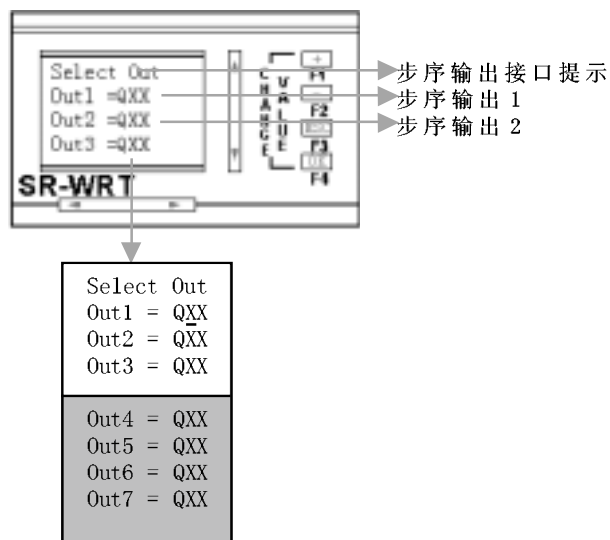 Select Out
Out1 =QXX
Out2 =QXX
Out3 =QXX
CHANGE
VALUE
+
F1
-
F2
F3
F4
SR-WRT
步序输出接口提示
步序输出 1
步序输出 2
Select Out
Out1 = QXX
Out2 = QXX
Out3 = QXX
Out4 = QXX
Out5 = QXX
Out6 = QXX
Out7 = QXX